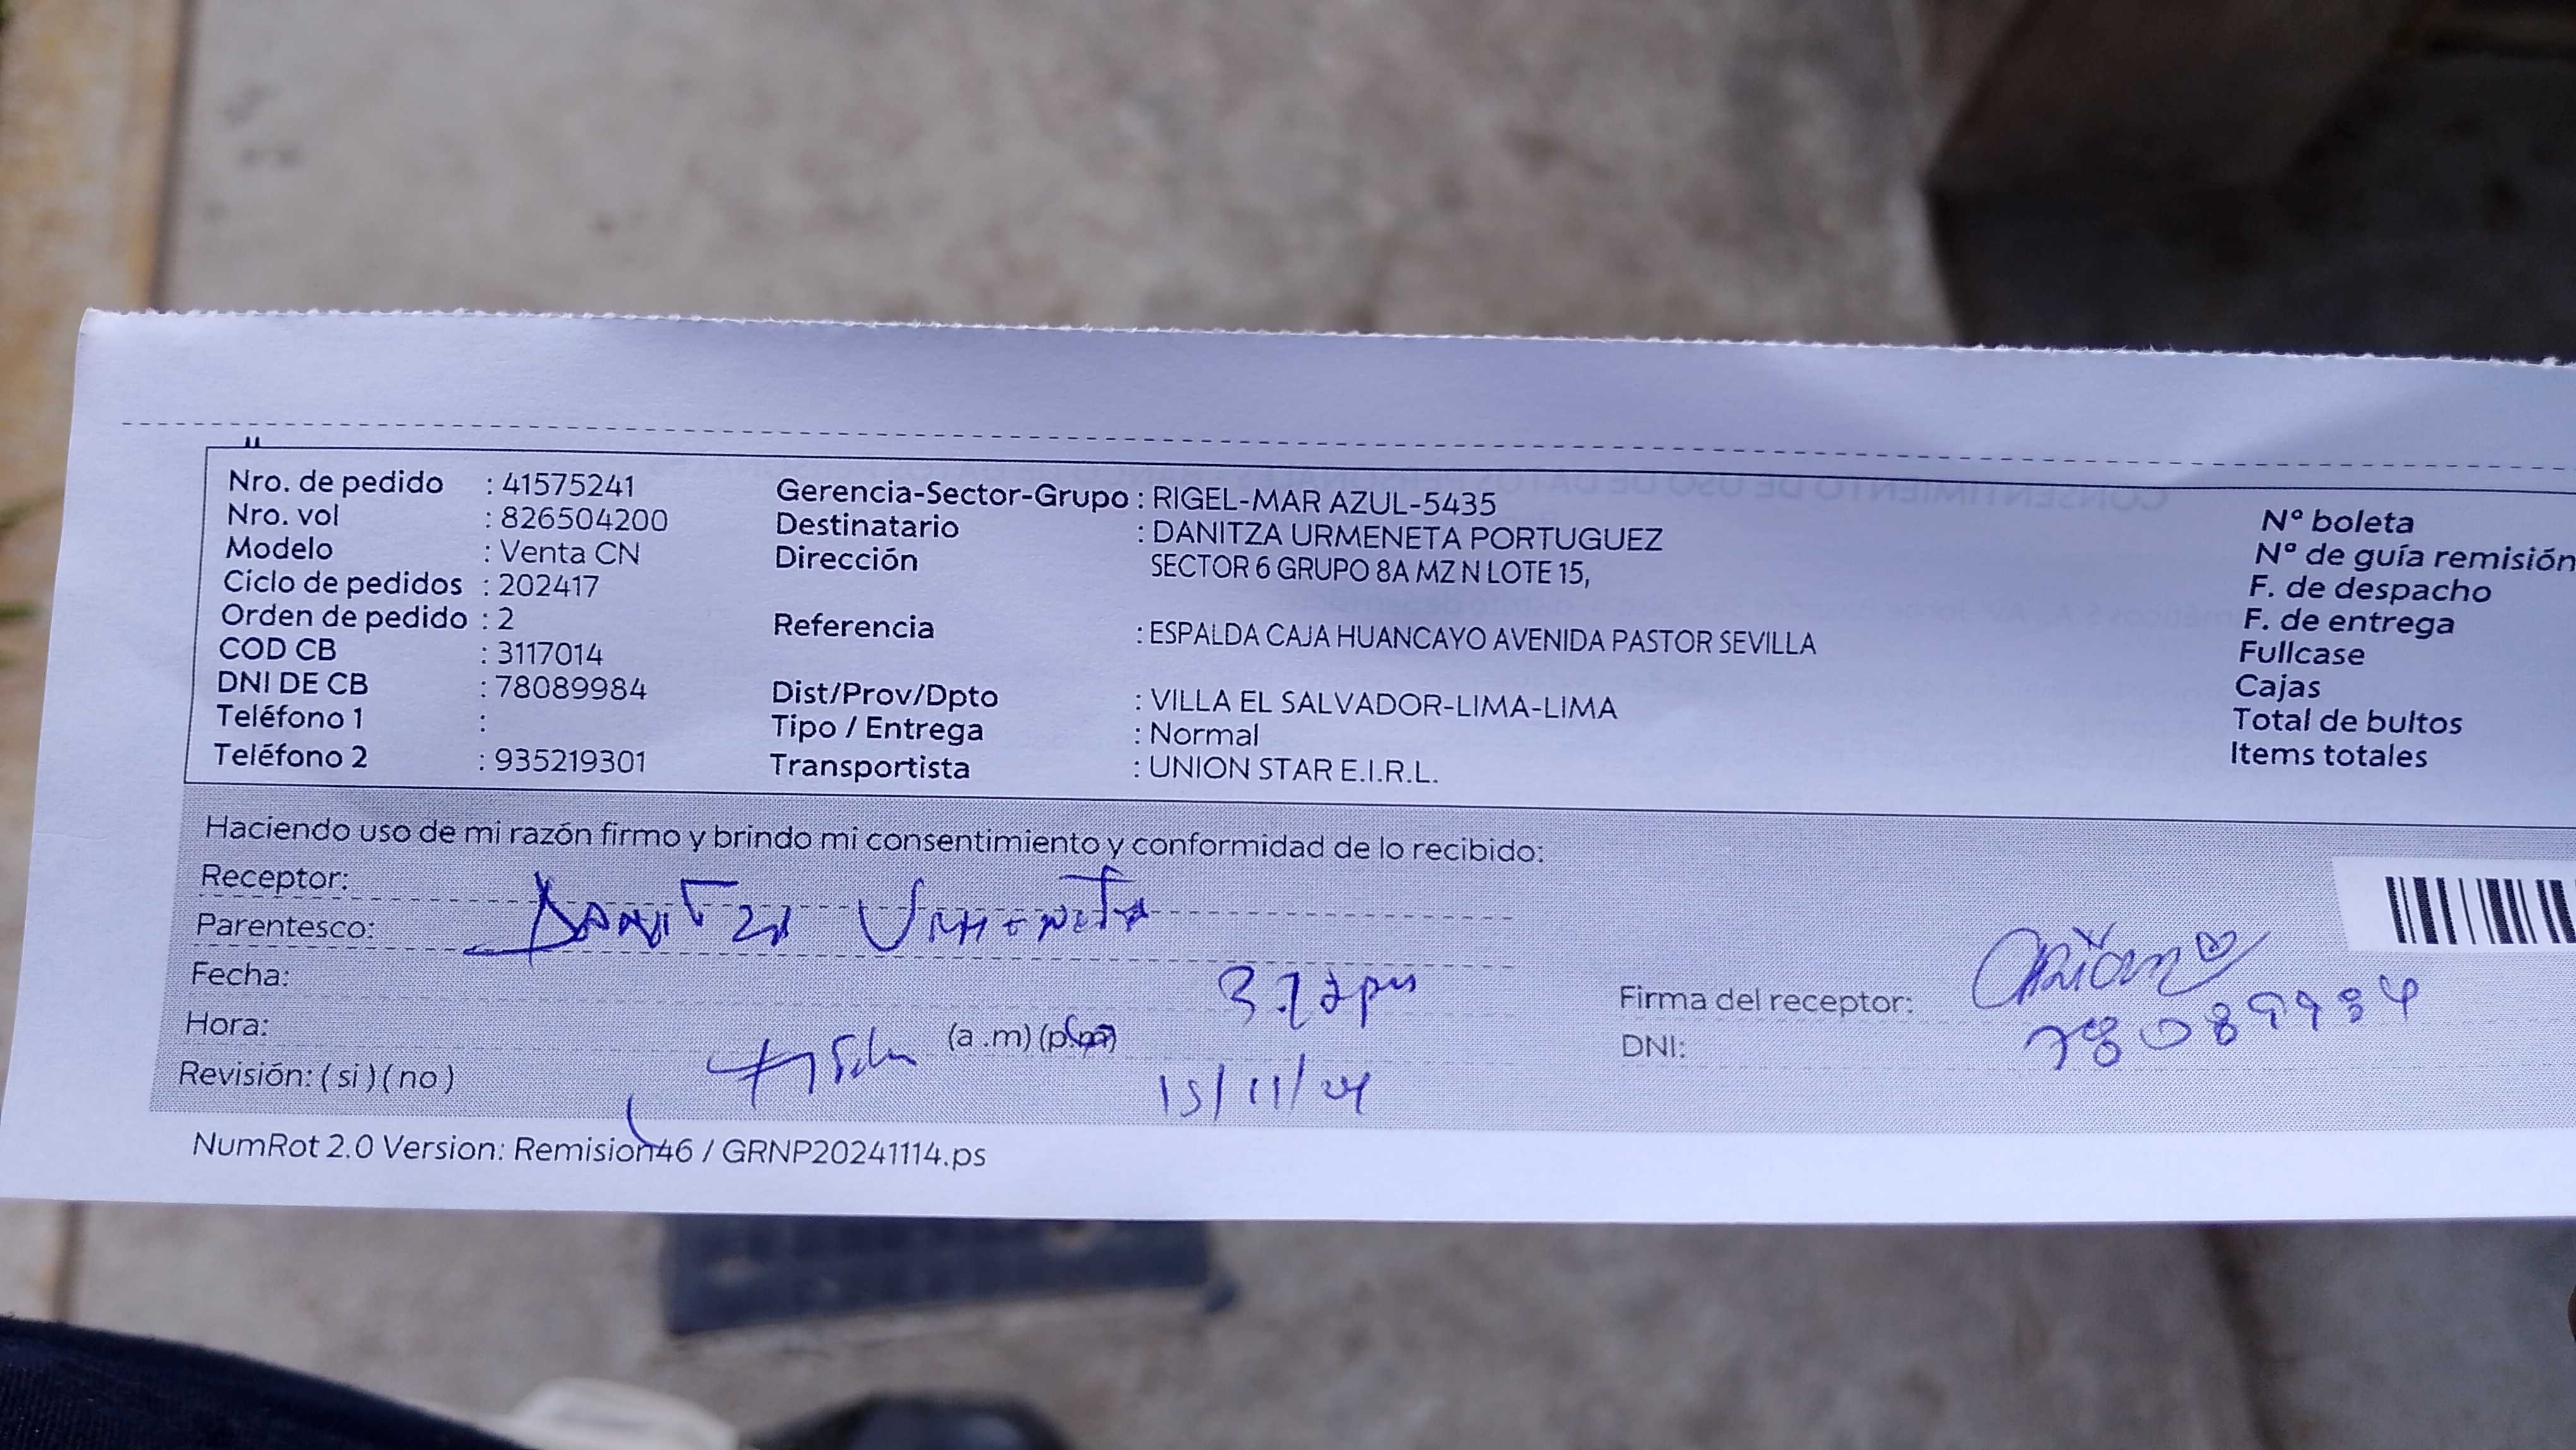 Nro. de pedido : 41575241
Nro. vol : 826504200
Modelo : Venta CN
Ciclo de pedidos : 202417
Orden de pedido : 2
COD CB : 3117014
DNI DE CB : 78089984
Teléfono 1 :
Teléfono 2 : 935219301
Gerencia-Sector-Grupo : RIGEL-MAR AZUL-5435
Destinatario : DANITZA URMENETA PORTUGUEZ
Dirección SECTOR 6 GRUPO 8A MZ N LOTE 15,
Referencia : ESPALDA CAJA HUANCAYO AVENIDA PASTOR SEVILLA
Dist/Prov/Dpto : VILLA EL SALVADOR-LIMA-LIMA
Tipo / Entrega : Normal
Transportista : UNION STAR E.I.R.L.
Nº boleta
Nº de guía remisión
F. de despacho
F. de entrega
Fullcase
Cajas
Total de bultos
Items totales
Haciendo uso de mi razón firmo y brindo mi consentimiento y conformidad de lo recibido:
Receptor:
Danitza Urmeneta
Parentesco:
Fecha:
Hora: (a.m) (p.m)
Revisión: ( si ) ( no )
15/11/24
Firma del receptor:
DNI: 78089984
NumRot 2.0 Version: Remision46 / GRNP20241114.ps